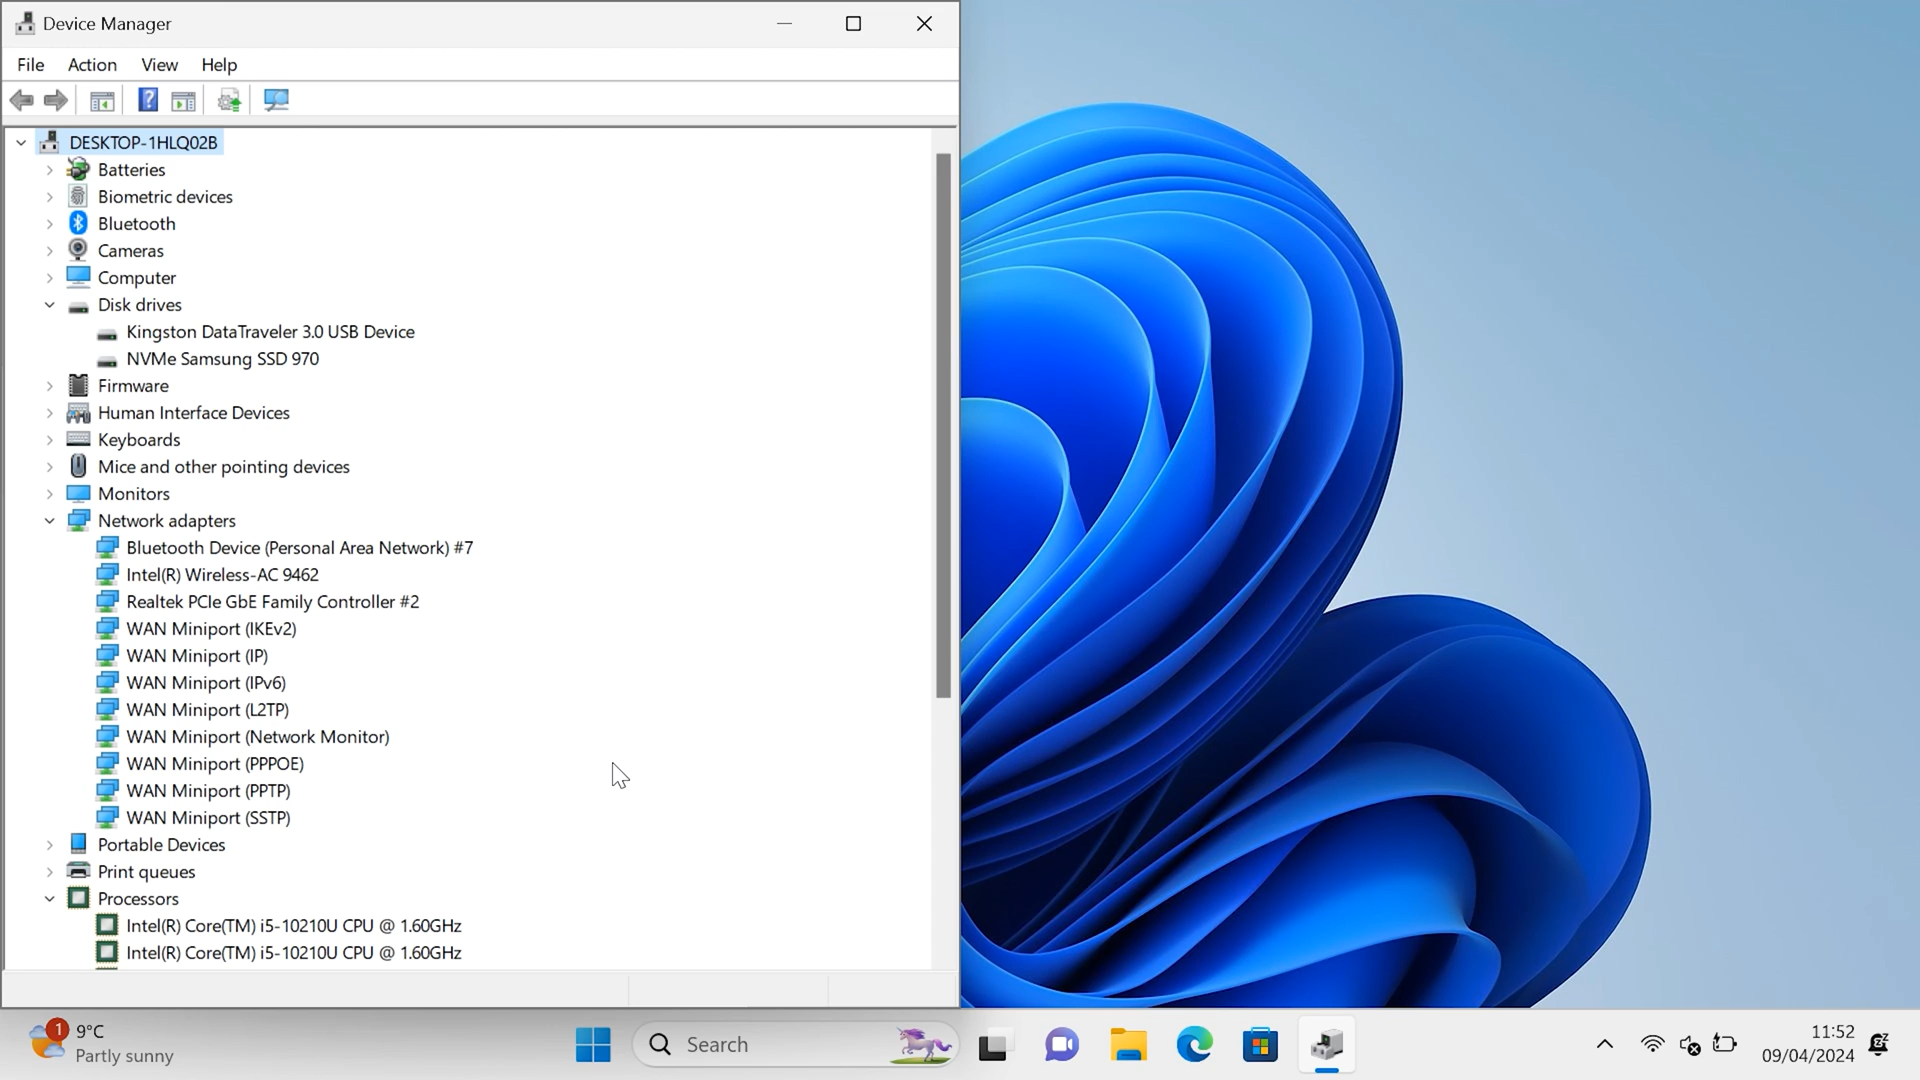 Device Manager
File Action View Help
DESKTOP-1HLQ02B
Batteries
Biometric devices
Bluetooth
Cameras
Computer
Disk drives
Kingston DataTraveler 3.0 USB Device
NVMe Samsung SSD 970
Firmware
Human Interface Devices
Keyboards
Mice and other pointing devices
Monitors
Network adapters
Bluetooth Device (Personal Area Network) #7
Intel(R) Wireless-AC 9462
Realtek PCIe GbE Family Controller #2
WAN Miniport (IKEv2)
WAN Miniport (IP)
WAN Miniport (IPv6)
WAN Miniport (L2TP)
WAN Miniport (Network Monitor)
WAN Miniport (PPPOE)
WAN Miniport (PPTP)
WAN Miniport (SSTP)
Portable Devices
Print queues
Processors
Intel(R) Core(TM) i5-10210U CPU @ 1.60GHz
Intel(R) Core(TM) i5-10210U CPU @ 1.60GHz
1
9°C
Partly sunny
Search
11:52
09/04/2024